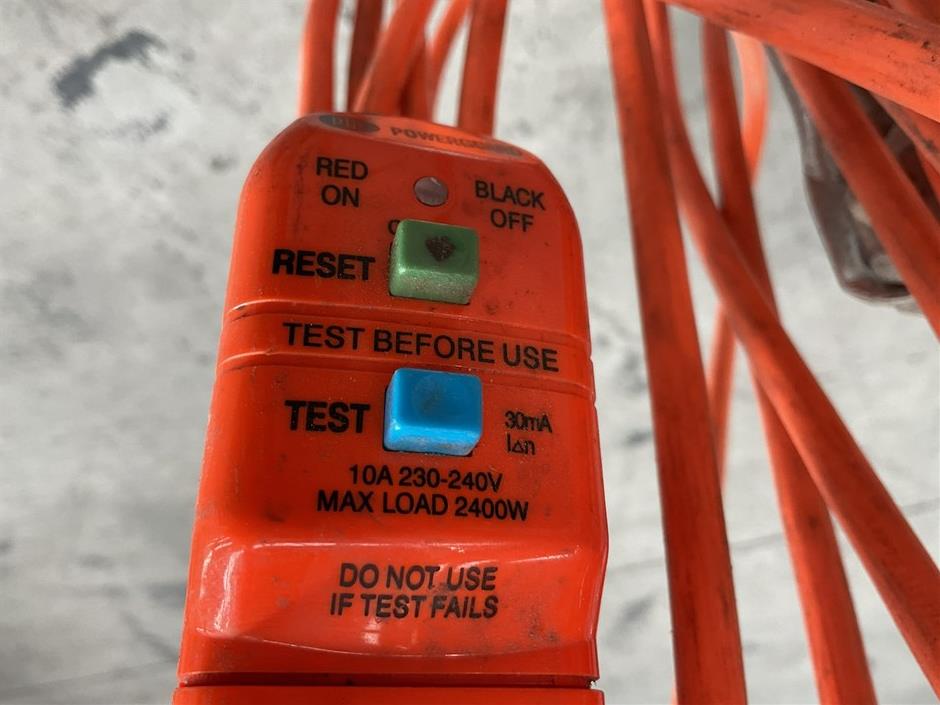 RED
ON
BLACK
OFF
RESET
TEST BEFORE USE
TEST
30mA
I∆n
10A 230-240V
MAX LOAD 2400W
DO NOT USE
IF TEST FAILS